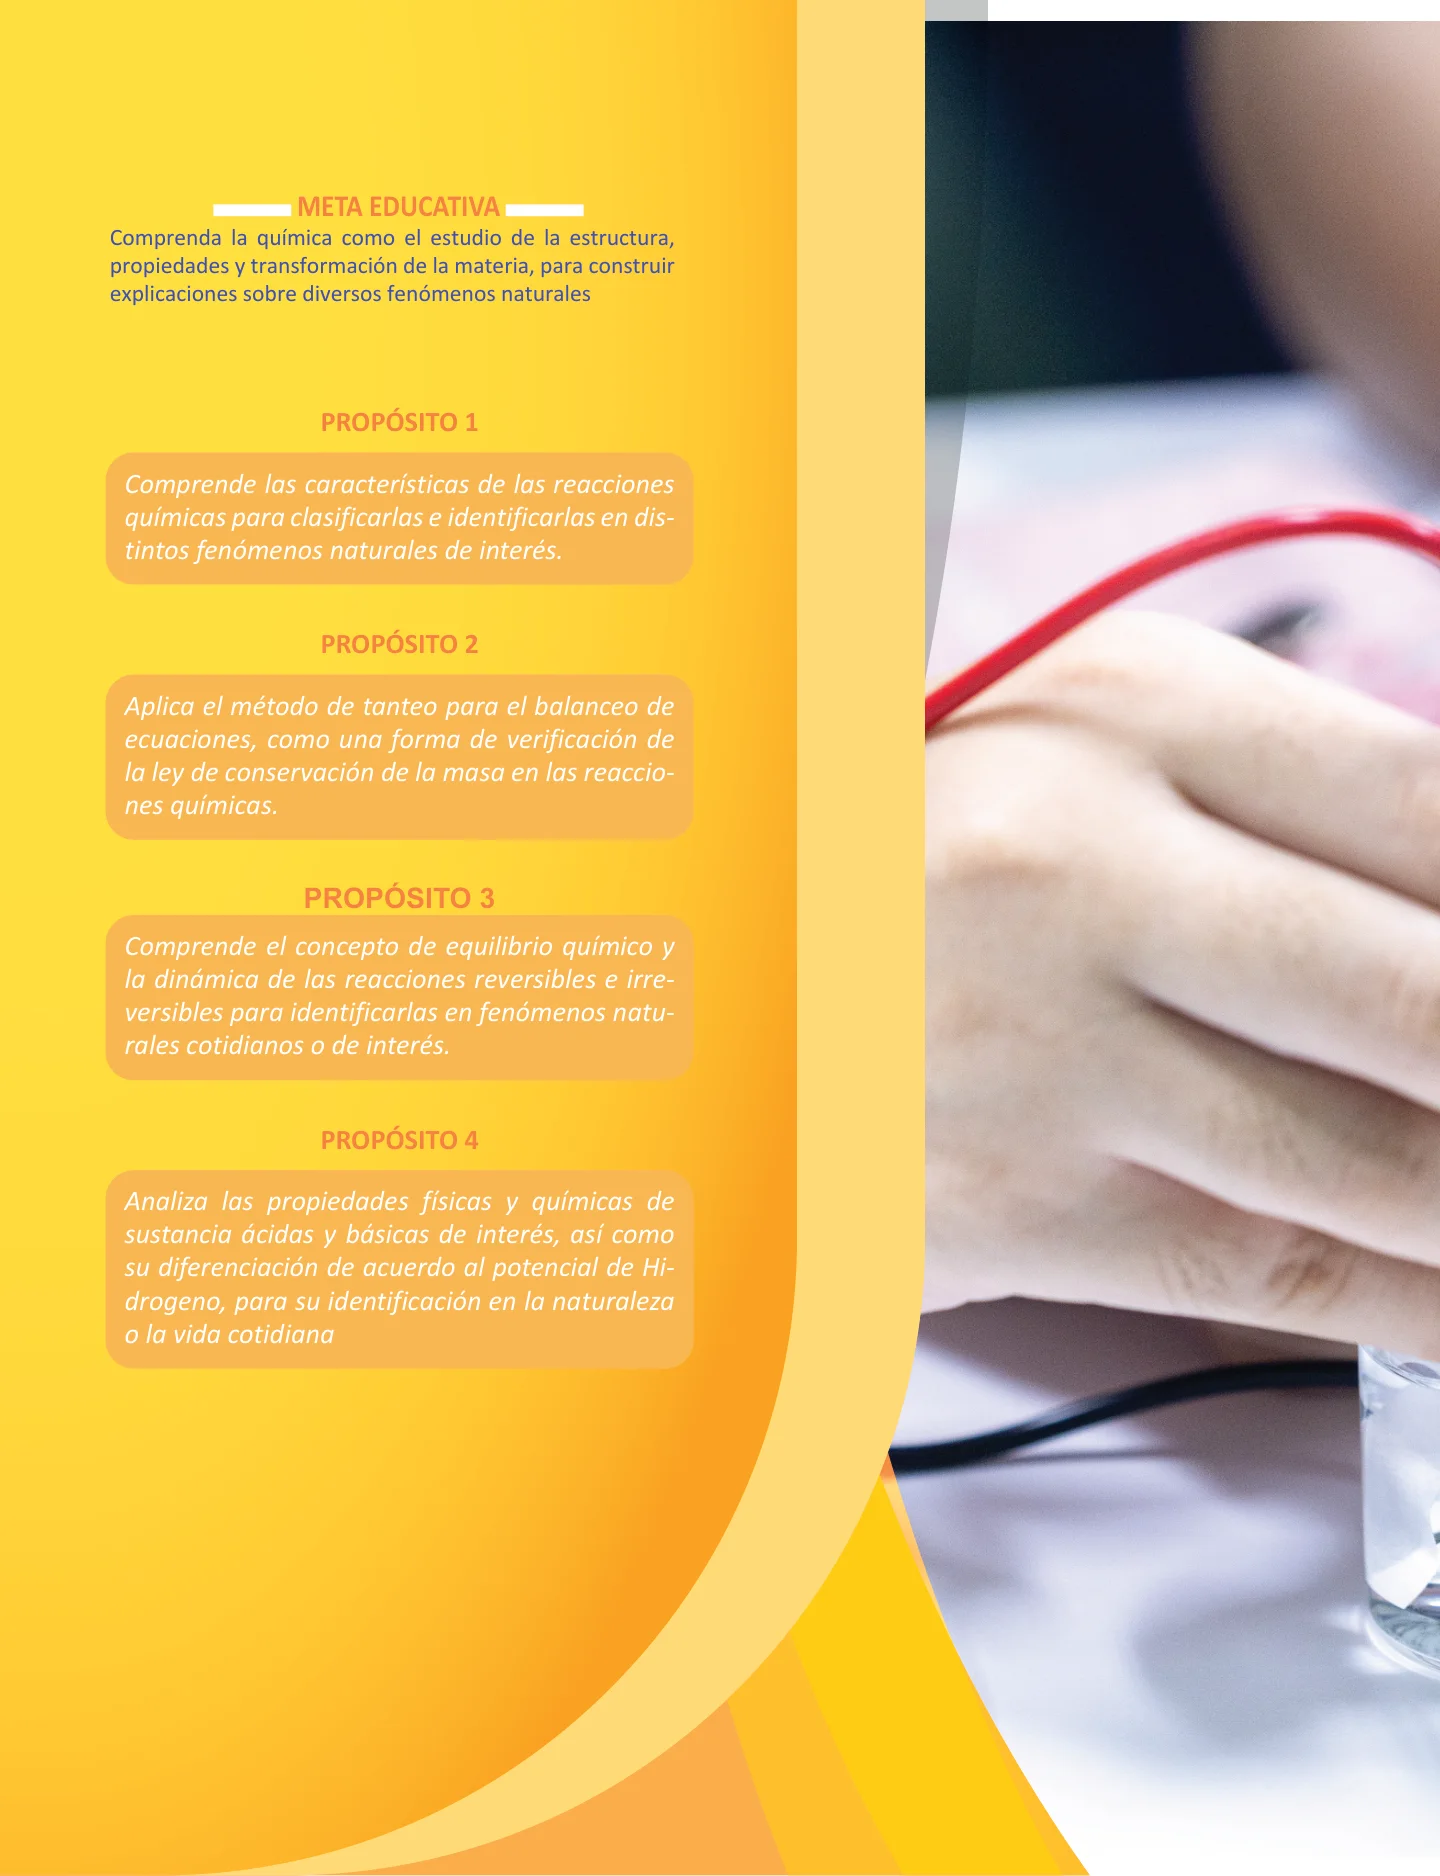 META EDUCATIVA
Comprenda la química como el estudio de la estructura,
propiedades y transformación de la materia, para construir
explicaciones sobre diversos fenómenos naturales
PROPÓSITO 1
Comprende las características de las reacciones
químicas para clasificarlas e identificarlas en dis-
tintos fenómenos naturales de interés.
PROPÓSITO 2
Aplica el método de tanteo para el balanceo de
ecuaciones, como una forma de verificación de
la ley de conservación de la masa en las reaccio-
nes químicas.
PROPÓSITO 3
Comprende el concepto de equilibrio químico y
la dinámica de las reacciones reversibles e irre-
versibles para identificarlas en fenómenos natu-
rales cotidianos o de interés.
PROPÓSITO 4
Analiza las propiedades físicas y químicas de
sustancia ácidas y básicas de interés, así como
su diferenciación de acuerdo al potencial de Hi-
drogeno, para su identificación en la naturaleza
o la vida cotidiana